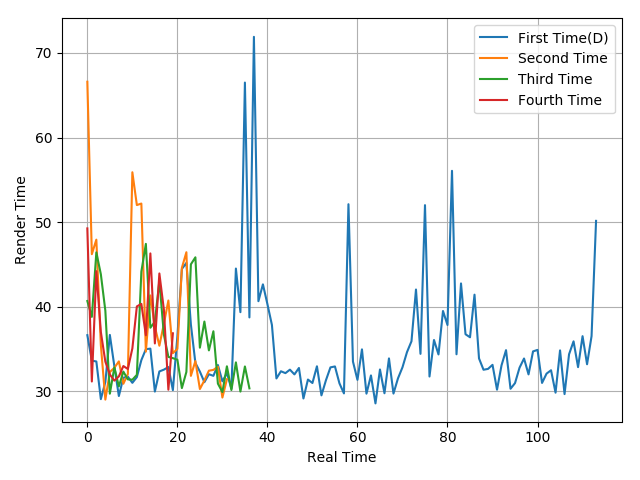 First Time(D)
Second Time
Third Time
Fourth Time
70
60
50
40
30
Render Time
0 20 40 60 80 100
Real Time